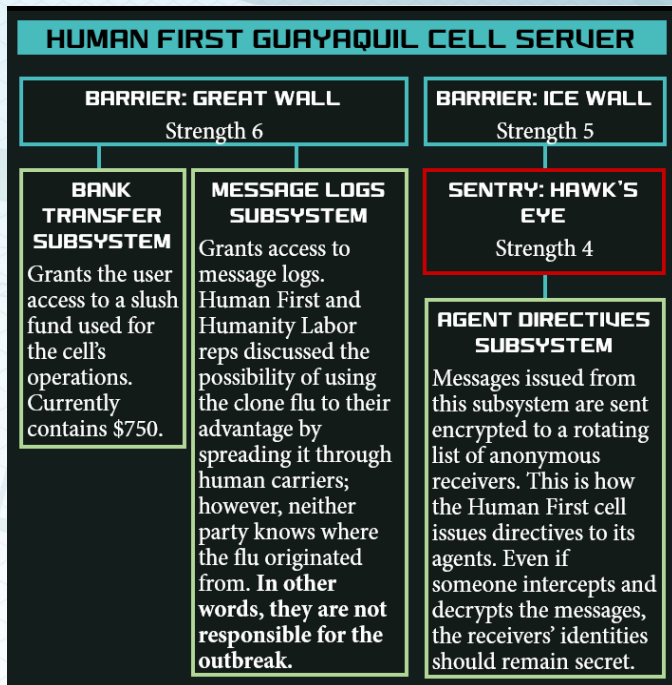 HUMAN FIRST GUAYAQUIL CELL SERVER
BARRIER: GREAT WALL
Strength 6
BANK
TRANSFER
SUBSYSTEM
Grants the user
access to a slush
fund used for
the cell's
operations.
Currently
contains $750.
MESSAGE LOGS
SUBSYSTEM
Grants access to
message logs.
Human First and
Humanity Labor
reps discussed the
possibility of using
the clone flu to their
advantage by
spreading it through
human carriers;
however, neither
party knows where
the flu originated
from. In other
words, they are not
responsible for the
outbreak.
BARRIER: ICE WALL
Strength 5
SENTRY: HAWK'S
EYE
Strength 4
AGENT DIRECTIVES
SUBSYSTEM
Messages issued from
this subsystem are sent
encrypted to a rotating
list of anonymous
receivers. This is how
the Human First cell
issues directives to its
agents. Even if
someone intercepts and
decrypts the messages,
the receivers' identities
should remain secret.